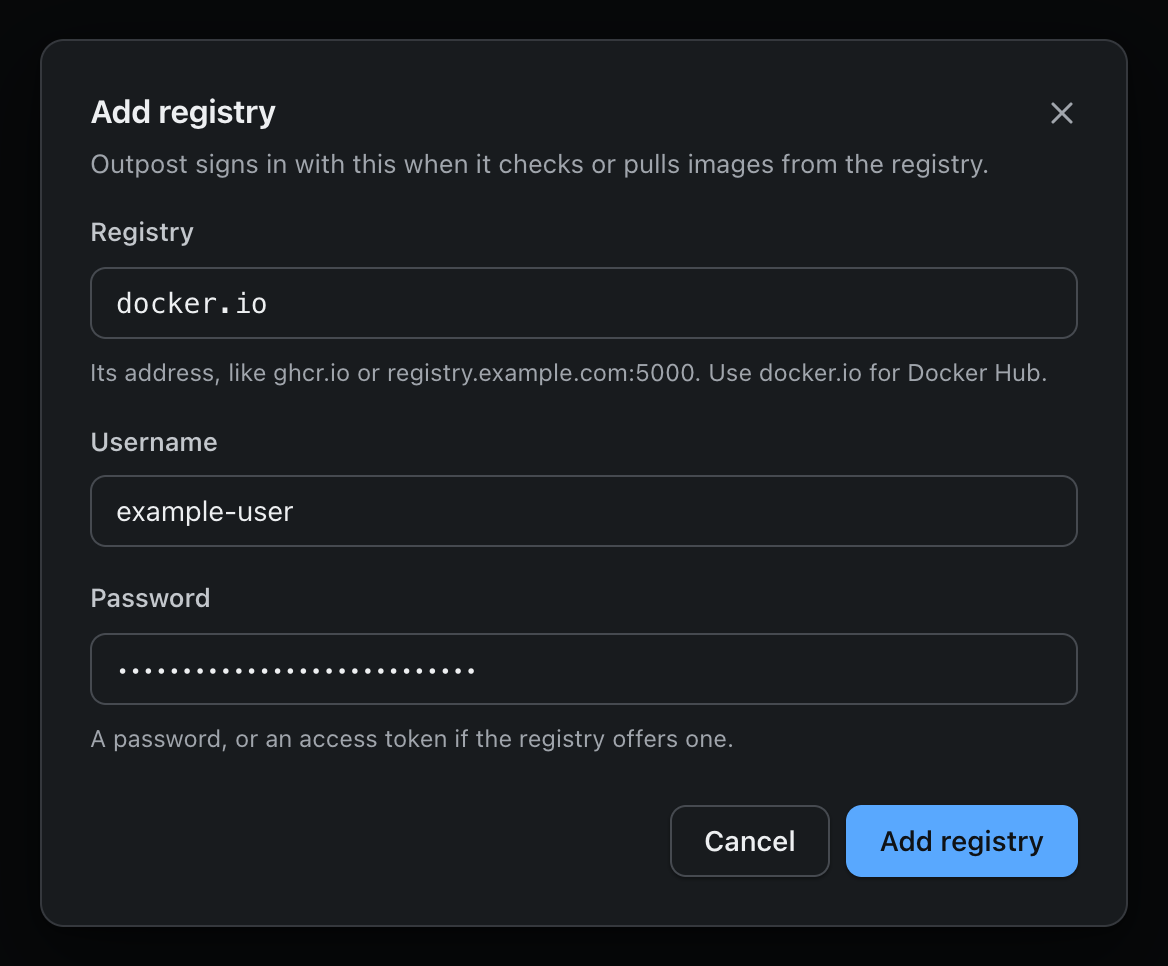 Add registry
Outpost signs in with this when it checks or pulls images from the registry.
Registry
docker.io
Its address, like ghcr.io or registry.example.com:5000. Use docker.io for Docker Hub.
Username
example-user
Password
••••••••••••••••••••••••••••
A password, or an access token if the registry offers one.
Cancel
Add registry